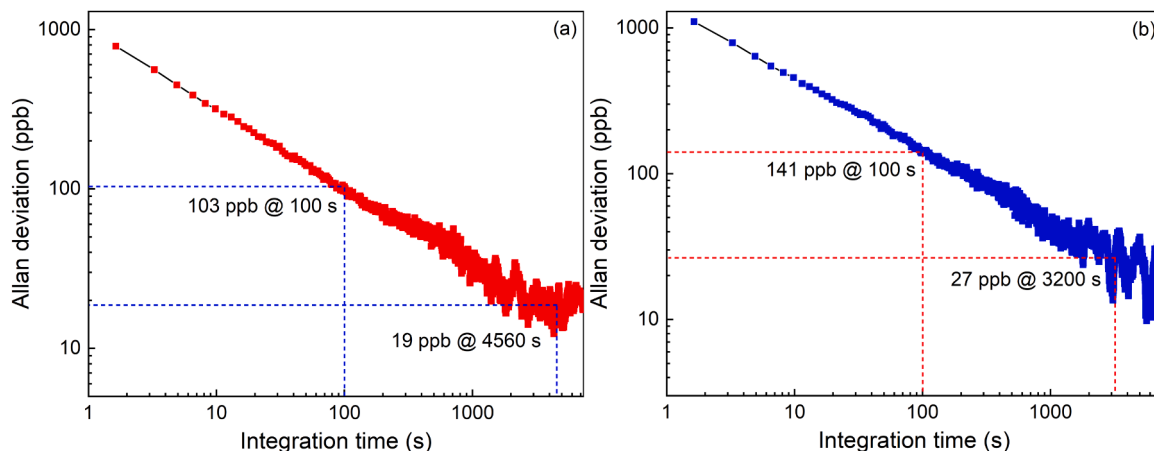 (a)
1000
100
10
Allan deviation (ppb)
103 ppb @ 100 s
19 ppb @ 4560 s
1
10
100
1000
Integration time (s)
(b)
1000
100
10
Allan deviation (ppb)
141 ppb @ 100 s
27 ppb @ 3200 s
1
10
100
1000
Integration time (s)